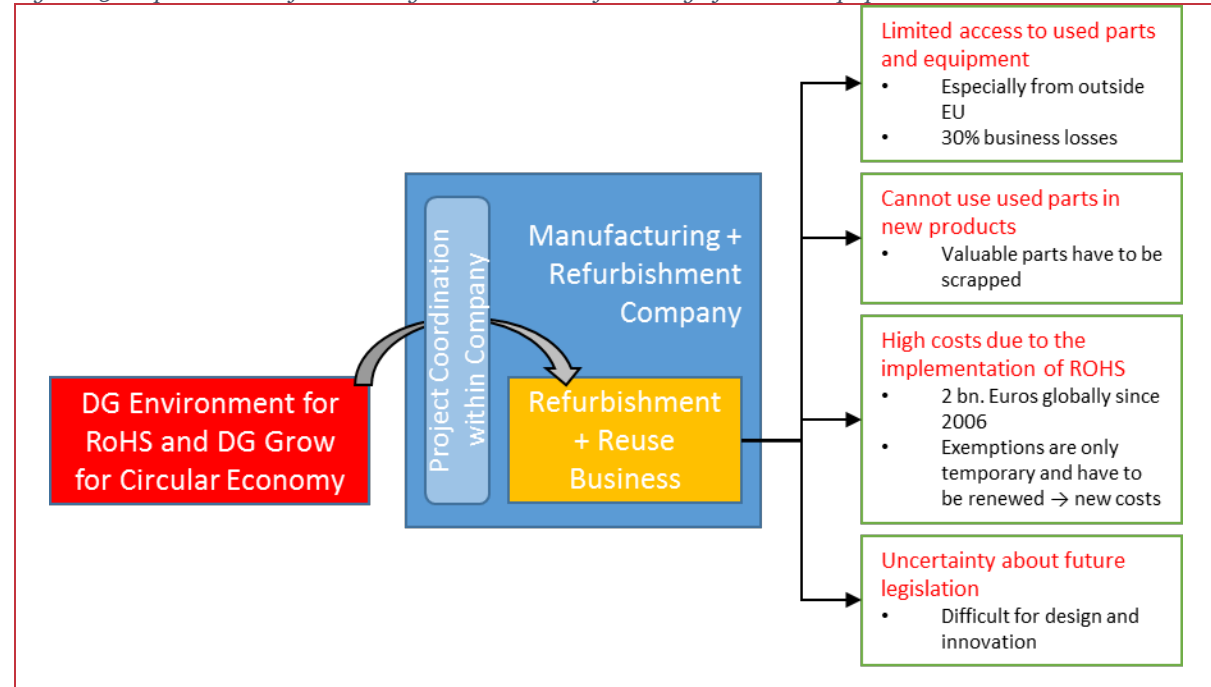 Limited access to used parts
and equipment
• Especially from outside
EU
• 30% business losses
Cannot use used parts in
new products
• Valuable parts have to be
scrapped
Manufacturing +
Refurbishment
Company
Project Coordination
within Company
High costs due to the
implementation of ROHS
• 2 bn. Euros globally since
2006
• Exemptions are only
temporary and have to
be renewed → new costs
DG Environment for
RoHS and DG Grow
for Circular Economy
Refurbishment
+ Reuse
Business
Uncertainty about future
legislation
• Difficult for design and
innovation